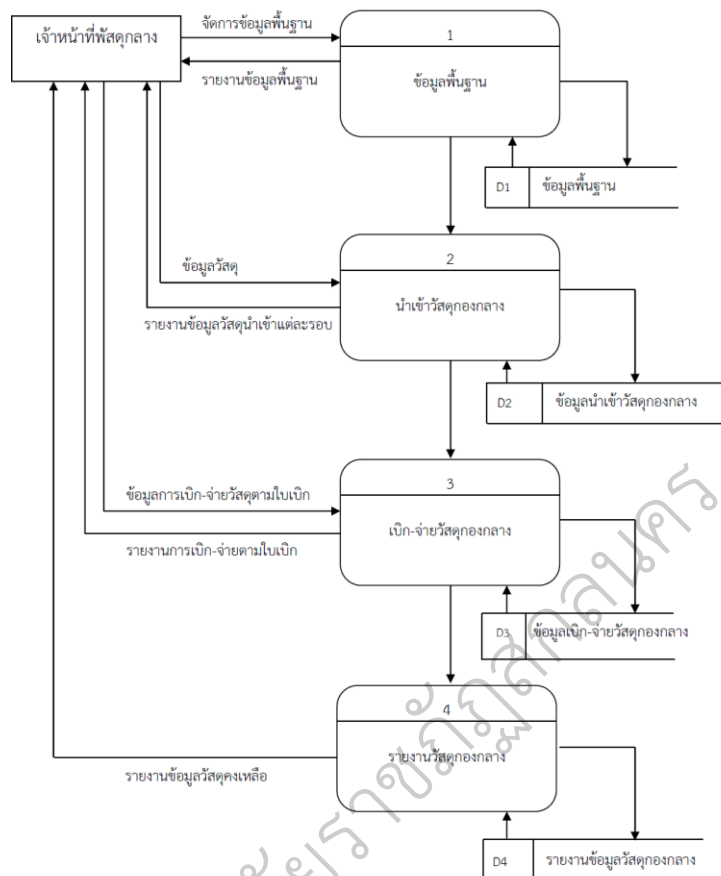 จัดการข้อมูลพื้นฐาน
เจ้าหน้าที่พัสดุกลาง
1
รายงานข้อมูลพื้นฐาน
ข้อมูลพื้นฐาน
D1
ข้อมูลพื้นฐาน
2
ข้อมูลวัสดุ
นำเข้าวัสดุกองกลาง
รายงานข้อมูลวัสดุนำเข้าแต่ละรอบ
D2
ข้อมูลนำเข้าวัสดุกองกลาง
3
ข้อมูลการเบิก-จ่ายวัสดุตามใบเบิก
เบิก-จ่ายวัสดุกองกลาง
รายงานการเบิก-จ่ายตามใบเบิก
D3
ข้อมูลเบิก-จ่ายวัสดุกองกลาง
4
รายงานวัสดุกองกลาง
รายงานข้อมูลวัสดุคงเหลือ
D4
รายงานข้อมูลวัสดุกองกลาง
ราชภัฏสกลนคร